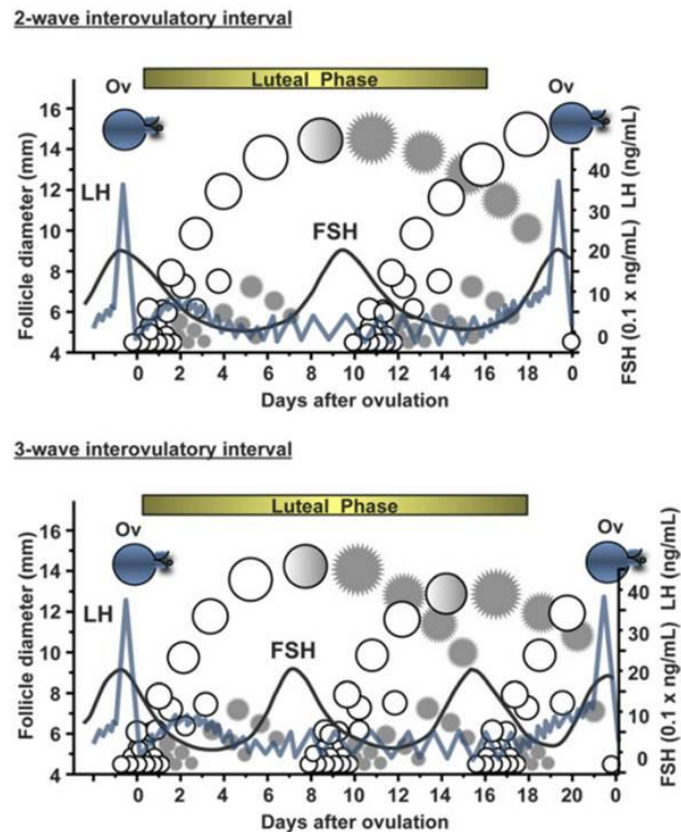 2-wave interovulatory interval
Luteal Phase
Ov
Ov
16
14
12
10
8
6
4
Follicle diameter (mm)
LH
FSH
40
30
20
10
0
FSH (0.1 x ng/mL) LH (ng/mL)
0 2 4 6 8 10 12 14 16 18 0
Days after ovulation
3-wave interovulatory interval
Luteal Phase
Ov
Ov
16
14
12
10
8
6
4
Follicle diameter (mm)
LH
FSH
40
30
20
10
0
FSH (0.1 x ng/mL) LH (ng/mL)
0 2 4 6 8 10 12 14 16 18 20 0
Days after ovulation